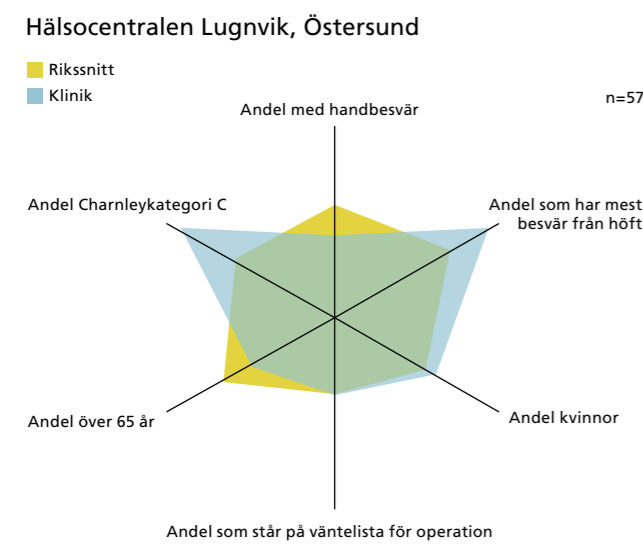 Hälsocentralen Lugnvik, Östersund
Rikssnitt
Klinik
n=57
Andel med handbesvär
Andel Charnleykategori C
Andel som har mest
besvär från höft
Andel över 65 år
Andel kvinnor
Andel som står på väntelista för operation